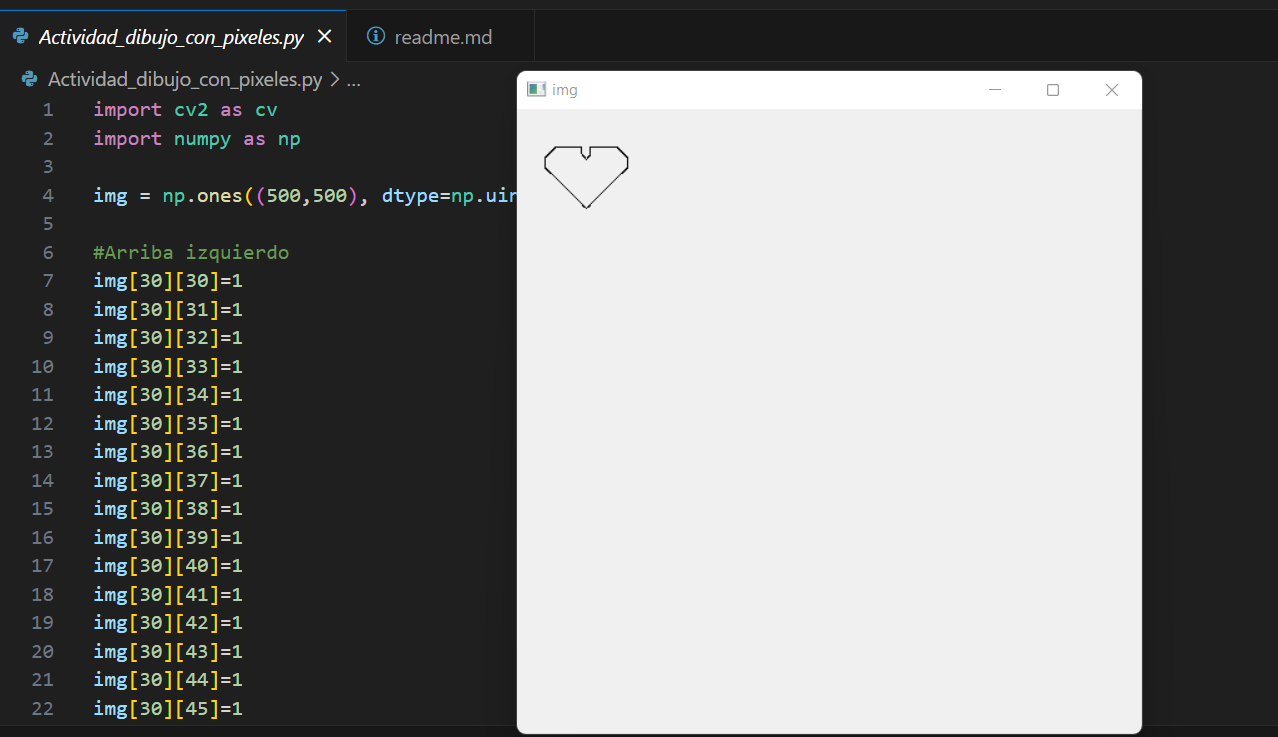 Actividad_dibujo_con_pixeles.py readme.md
Actividad_dibujo_con_pixeles.py > ...
img
1 import cv2 as cv
2 import numpy as np
3
4 img = np.ones((500,500), dtype=np.uin
5
6 #Arriba izquierdo
7 img[30][30]=1
8 img[30][31]=1
9 img[30][32]=1
10 img[30][33]=1
11 img[30][34]=1
12 img[30][35]=1
13 img[30][36]=1
14 img[30][37]=1
15 img[30][38]=1
16 img[30][39]=1
17 img[30][40]=1
18 img[30][41]=1
19 img[30][42]=1
20 img[30][43]=1
21 img[30][44]=1
22 img[30][45]=1